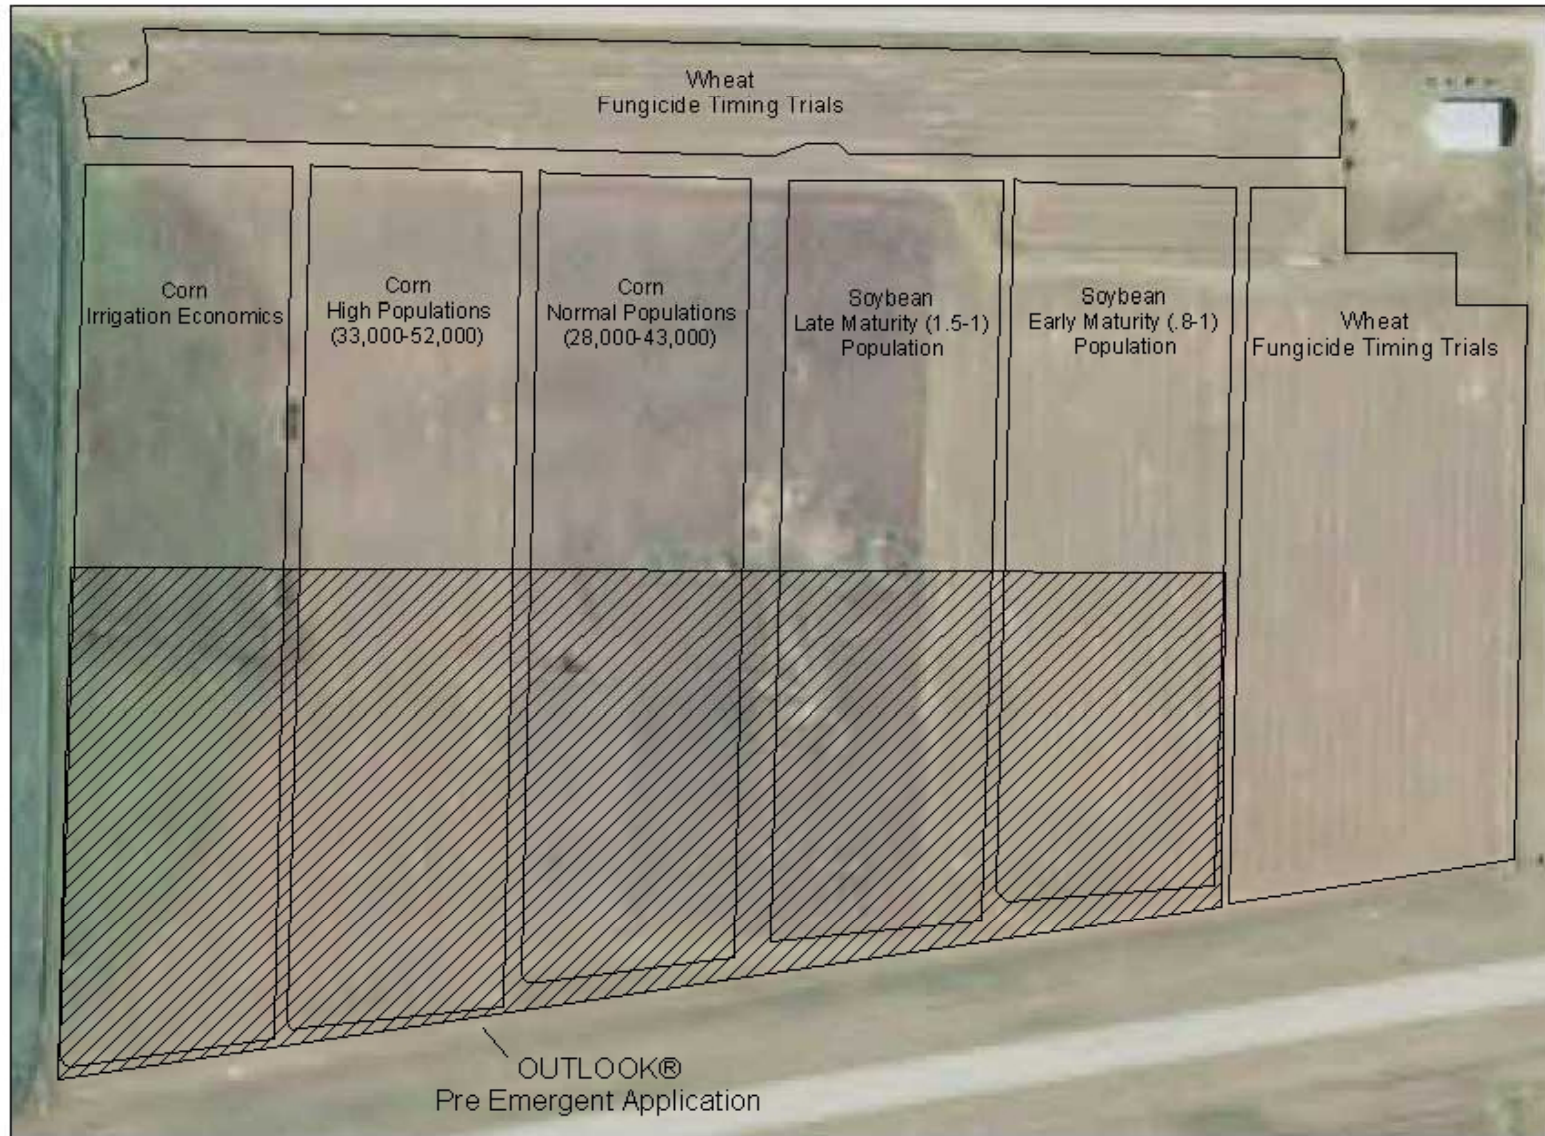 Wheat
Fungicide Timing Trials
Corn
Irrigation Economics
Corn
High Populations
(33,000-52,000)
Corn
Normal Populations
(28,000-43,000)
Soybean
Late Maturity (1.5-1)
Population
Soybean
Early Maturity (.8-1)
Population
Wheat
Fungicide Timing Trials
OUTLOOK®
Pre Emergent Application